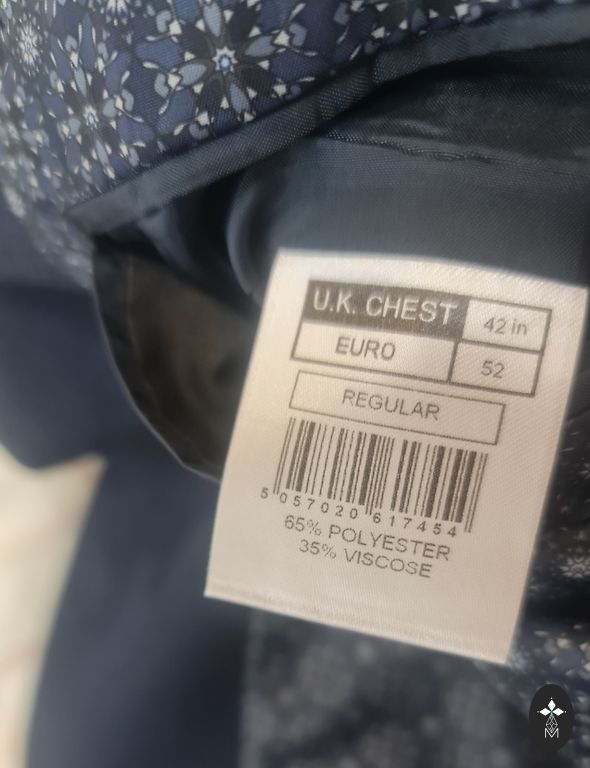 U.K. CHEST 42 in
EURO 52
REGULAR
5 057020 617454
65% POLYESTER
35% VISCOSE
M